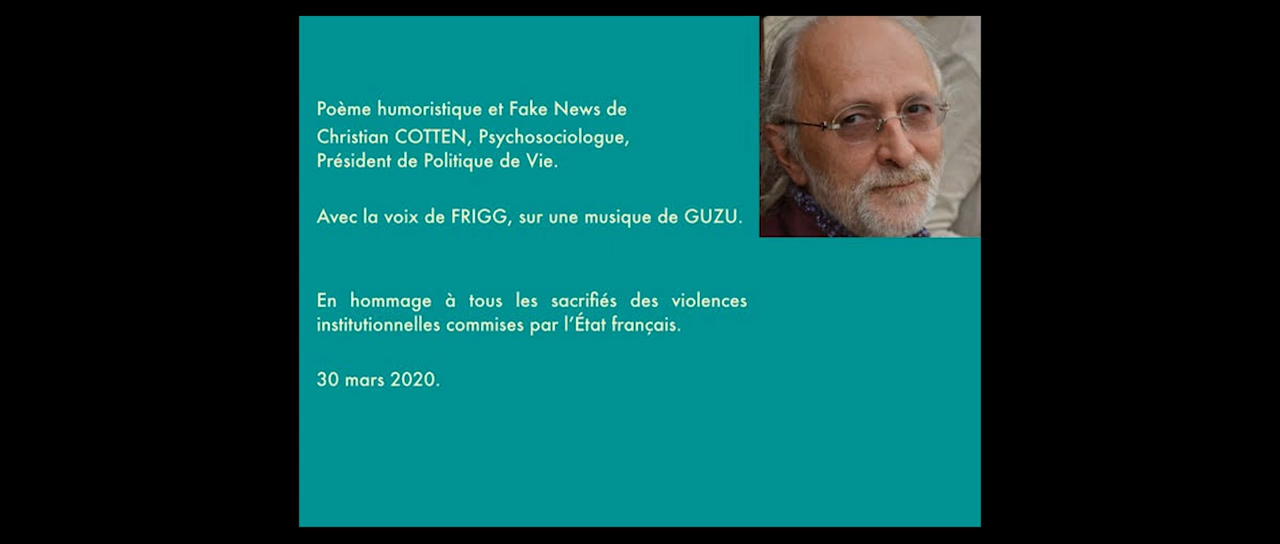 Poème humoristique et Fake News de
Christian COTTEN, Psychosociologue,
Président de Politique de Vie.
Avec la voix de FRIGG, sur une musique de GUZU.
En hommage à tous les sacrifiés des violences
institutionnelles commises par l’État français.
30 mars 2020.